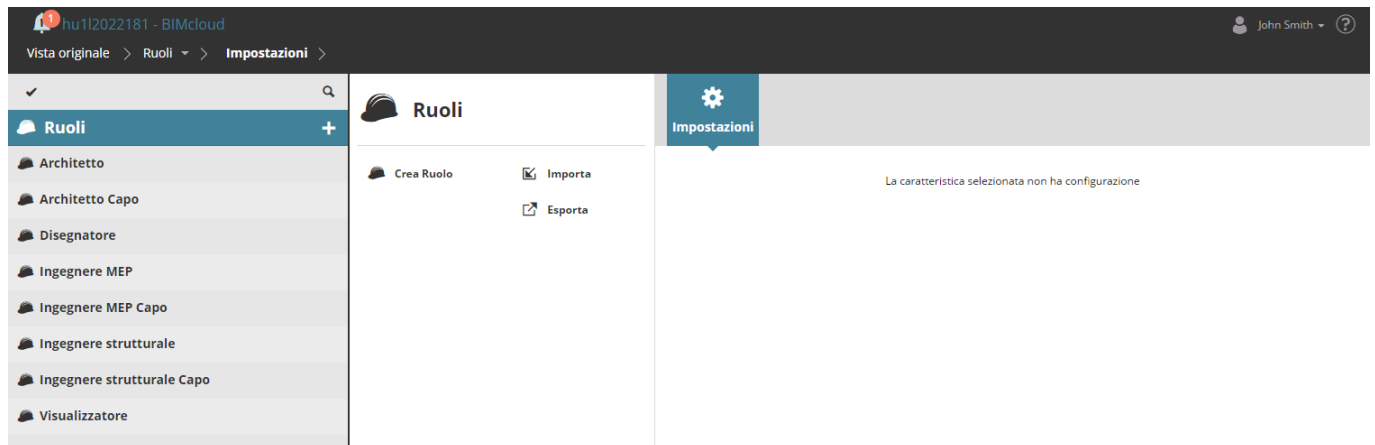 1
hu1l2022181 - BIMcloud
John Smith
?
Vista originale > Ruoli > Impostazioni >
Ruoli +
Architetto
Architetto Capo
Disegnatore
Ingegnere MEP
Ingegnere MEP Capo
Ingegnere strutturale
Ingegnere strutturale Capo
Visualizzatore
Ruoli
Crea Ruolo
Importa
Esporta
Impostazioni
La caratteristica selezionata non ha configurazione